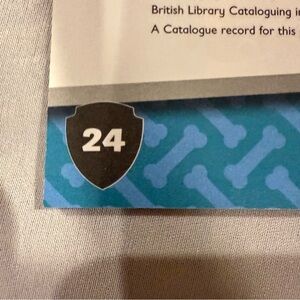 British Library Cataloguing i
A Catalogue record for this
24